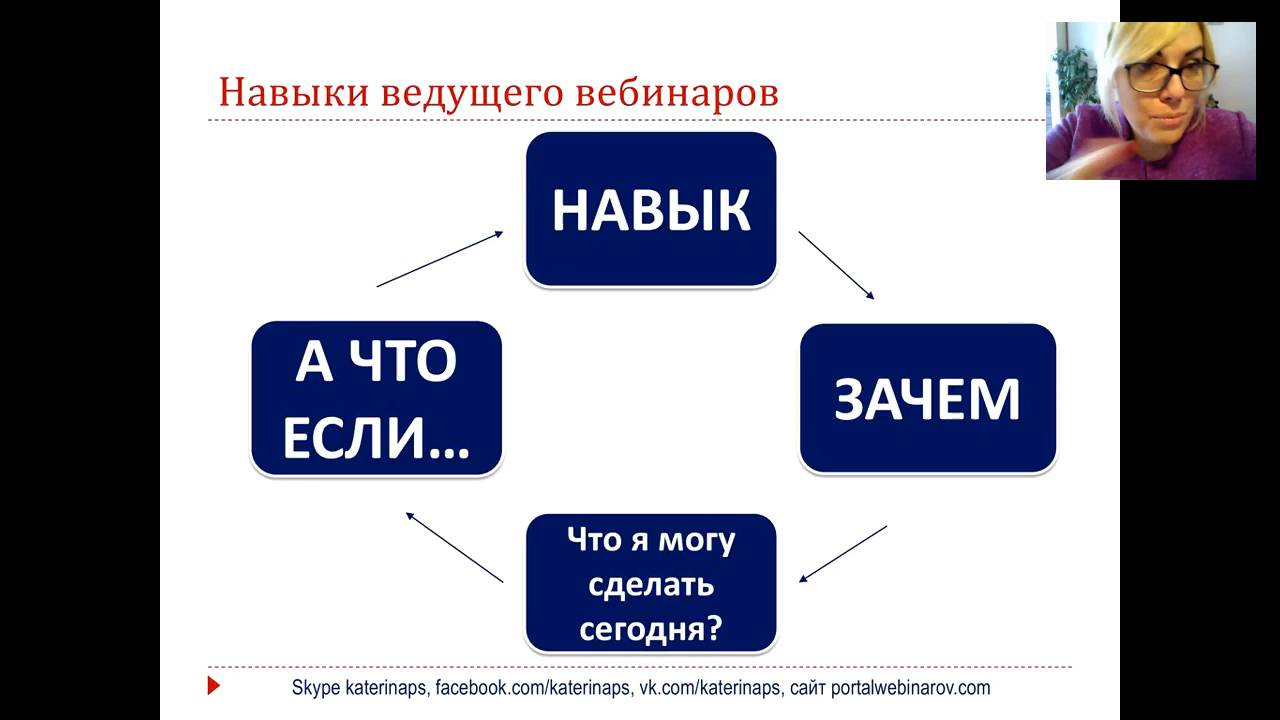 Навыки ведущего вебинаров
НАВЫК
А ЧТО
ЕСЛИ...
ЗАЧЕМ
Что я могу
сделать
сегодня?
Skype katerinaps, facebook.com/katerinaps, vk.com/katerinaps, сайт portalwebinarov.com